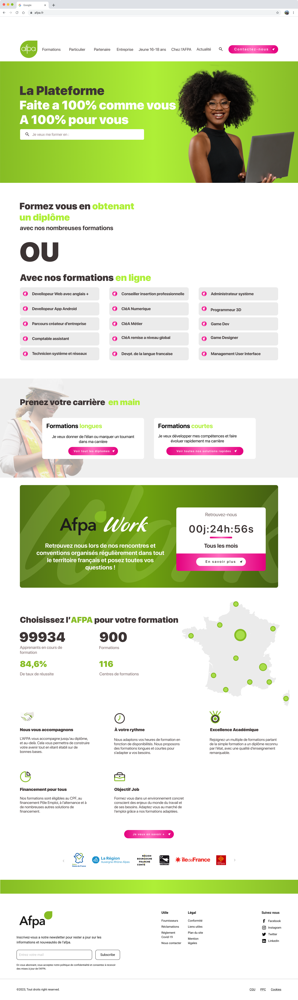 Google
afpa.fr
afpa
Formations
Particulier
Partenaire
Entreprise
Jeune 16-18 ans
Chez l'AFPA
Actualité
Contactez-nous
La Plateforme
Faite a 100% comme vous
A 100% pour vous
Je veux me former en :
Formez vous en obtenant
un diplôme
avec nos nombreuses formations
OU
Avec nos formations en ligne
Devellopeur Web avec anglais +
Conseiller insertion professionnelle
Administrateur système
Devellopeur App Android
CléA Numerique
Programmeur 3D
Parcours créateur d'entreprise
CléA Métier
Game Dev
Comptable assistant
CléA remise a niveau global
Game Designer
Technicien système et réseaux
Devpt. de la langue francaise
Management User Interface
Prenez votre carrière en main
Formations longues
Je veux donner de l'élan ou marquer un tournant
dans ma carrière
Voir tout les diplomes
Formations courtes
Je veux développer mes compétences et faire
évoluer rapidement ma carrière
Voir toutes nos solutions rapides
Afpa Work
Retrouvez nous lors de nos rencontres et
conventions organisés régulièrement dans tout
le territoire français et posez toutes vos
questions !
Retrouvez-nous
00j:24h:56s
Tous les mois
En savoir plus
Choisissez l'AFPA pour votre formation
99934
Apprenants en cours de
formation
900
Formations
84,6%
De taux de réussite
116
Centres de formations
Nous vous accompagnons
L'AFPA vous accompagne jusqu'au diplôme,
et au-delà. Cela vous permettra de construire
votre avenir tout en étant établi sur de
bonnes bases.
À votre rythme
Nous adaptons vos heures de formation en
fonction de disponibilités. Nous proposons
des formations longues et courtes pour
s'adapter a vos besoins.
Excellence Académique
Rejoignez un multiple de formations partant
de la simple formation a un diplôme reconnu
par l'état, avec une qualité d'enseignement
remarquable.
Financement pour tous
Nos formations sont éligibles au CPF, au
financement Pôle Emploi, à l'alternance et à
de nombreuses autres solutions de
financement.
Objectif Job
Formez vous dans un environnement concret
conscient des enjeux du monde du travail et
de ses besoins. Adaptez vous au marché de
l'emploi grâce a nos formations adaptées.
Je veux en savoir +
Région
Hauts-de-France
La Région
Auvergne-Rhône-Alpes
REGION
BOURGOGNE
FRANCHE
COMTE
BRETAGNE
îledeFrance
Afpa
Inscrivez-vous a notre newsletter pour rester a jour sur les
informations et nouveautés de l'afpa.
Entrez votre mail
Subscribe
En vous abonnant, vous acceptez notre politique de confidentialité et consentez à recevoir
des mises à jour de l'AFPA.
Utile
Fournisseurs
Réclamations
Réglement
Covid-19
Nous contacter
Légal
Conformité
Liens utiles
Plan du site
Mention
légales
Suivez nous
Facebook
Instagram
Twitter
LinkedIn
©2023, Tout droits right reserved.
CGU
PPC
Cookies